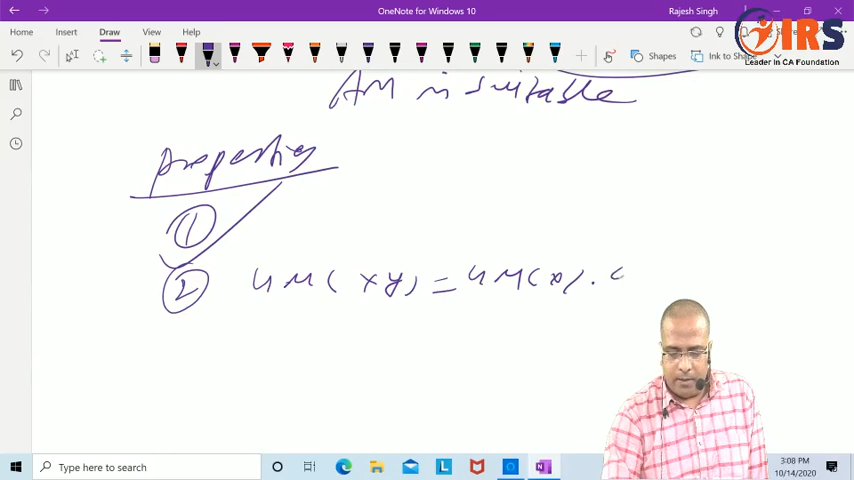 OneNote for Windows 10
Rajesh Singh
Home Insert Draw View Help
Shapes Ink to Shape
IRS
Leader in CA Foundation
AM is suitable
properties
①
② GM(xy) = GM(x). G
Type here to search
3:08 PM
10/14/2020